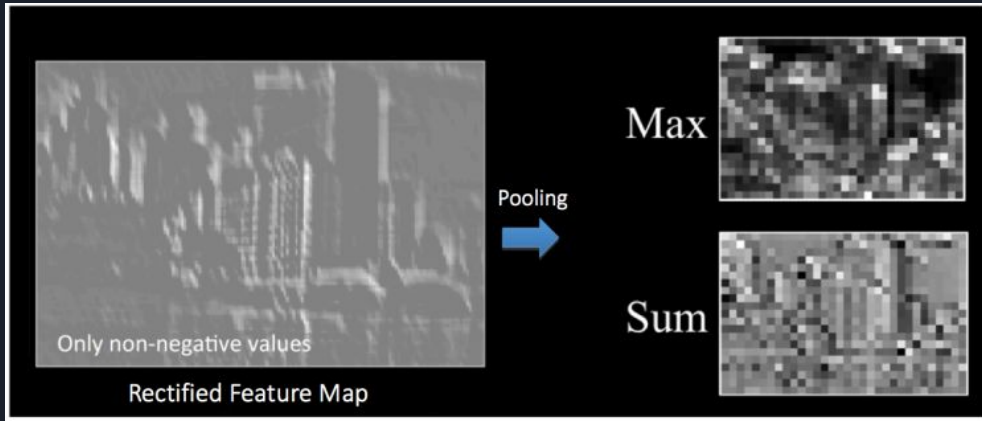 Only non-negative values
Rectified Feature Map
Pooling
Max
Sum